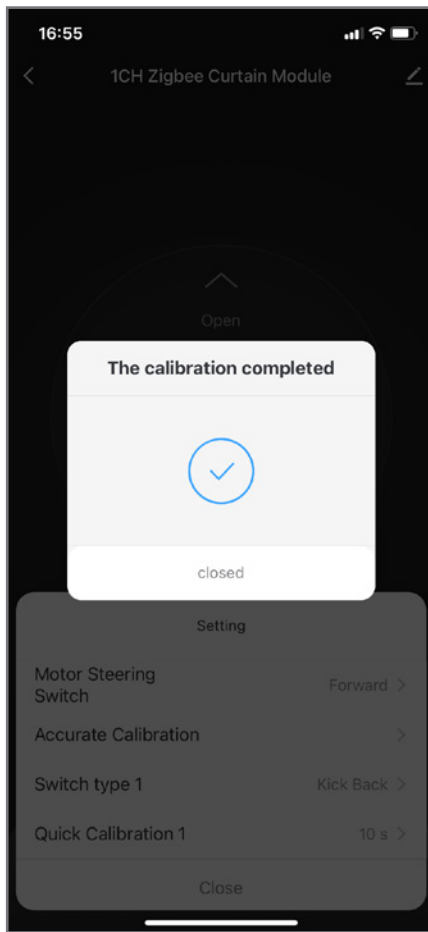 16:55
1CH Zigbee Curtain Module
Open
The calibration completed
closed
Setting
Motor Steering
Switch
Forward
Accurate Calibration
Switch type 1
Kick Back
Quick Calibration 1
10 s
Close